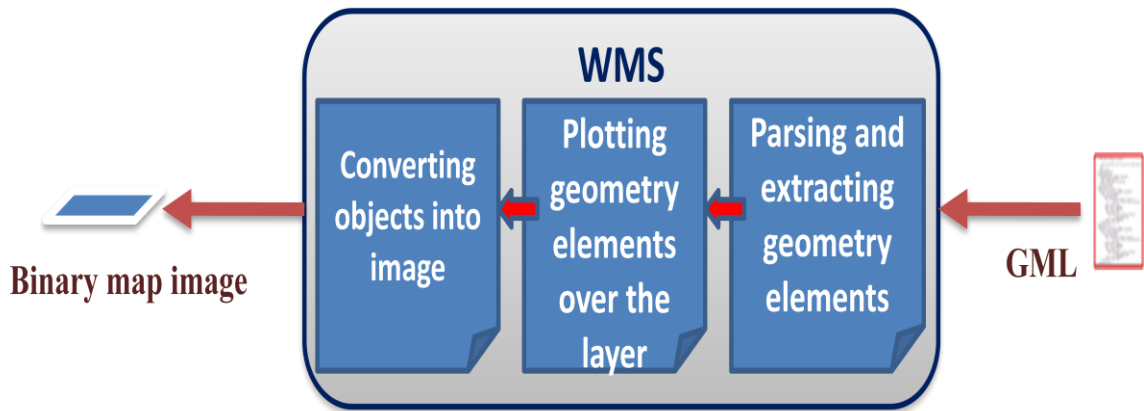 WMS
Converting
objects into
image
Plotting
geometry
elements
over the
layer
Parsing and
extracting
geometry
elements
Binary map image
GML